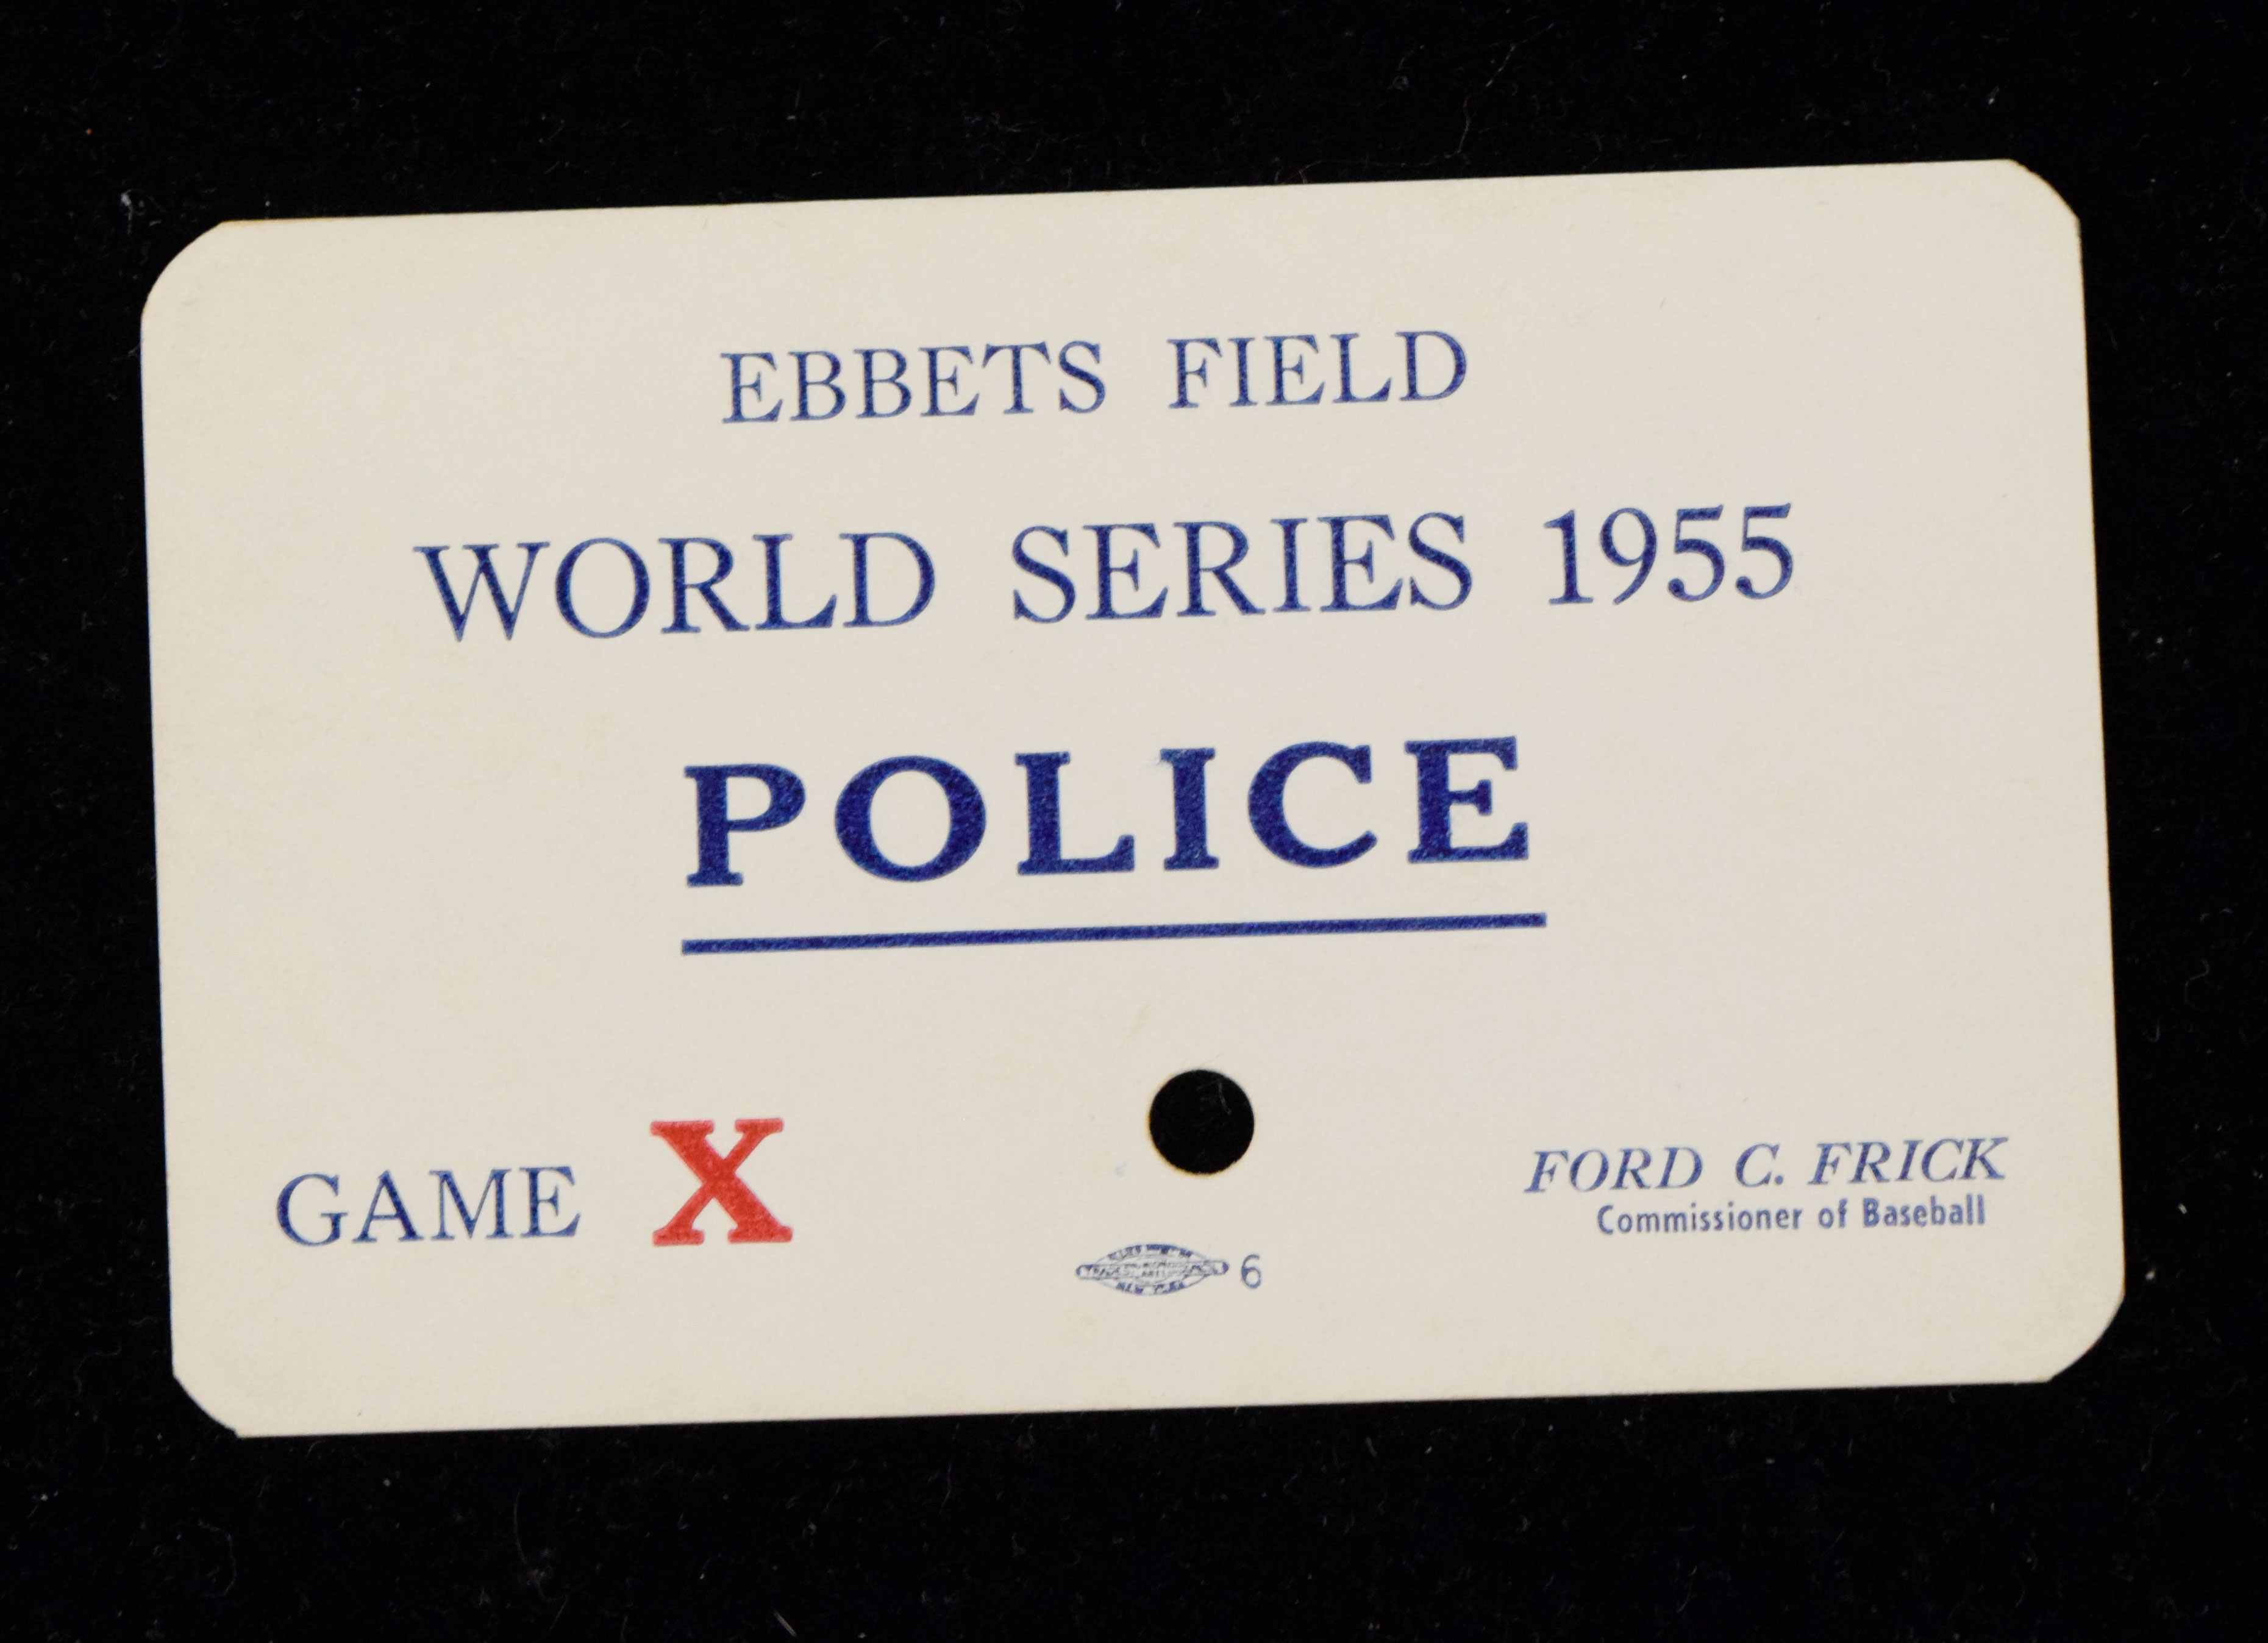 EBBETS FIELD
WORLD SERIES 1955
POLICE
GAME X
FORD C. FRICK
Commissioner of Baseball
6